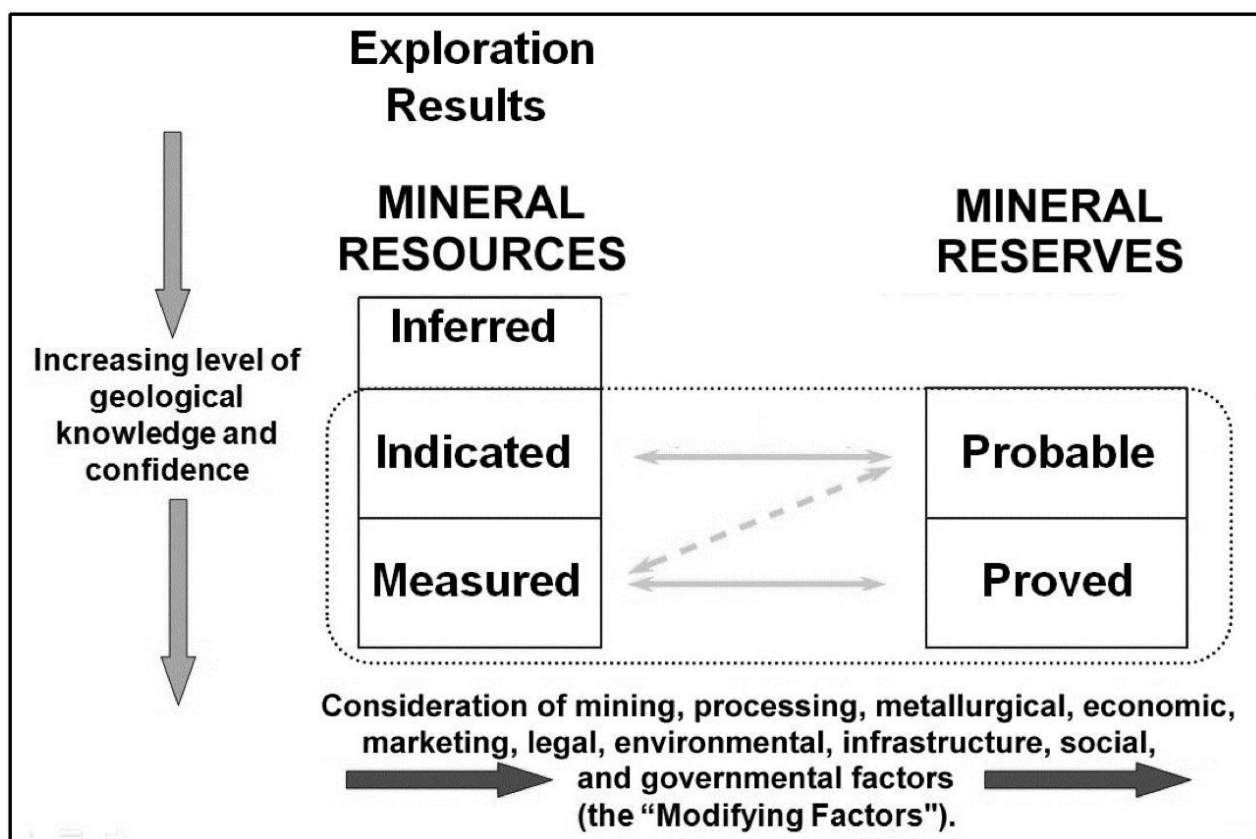 Exploration
Results
MINERAL
RESOURCES
MINERAL
RESERVES
Inferred
Increasing level of
geological
knowledge and
confidence
Indicated
Probable
Measured
Proved
Consideration of mining, processing, metallurgical, economic,
marketing, legal, environmental, infrastructure, social,
and governmental factors
(the “Modifying Factors").